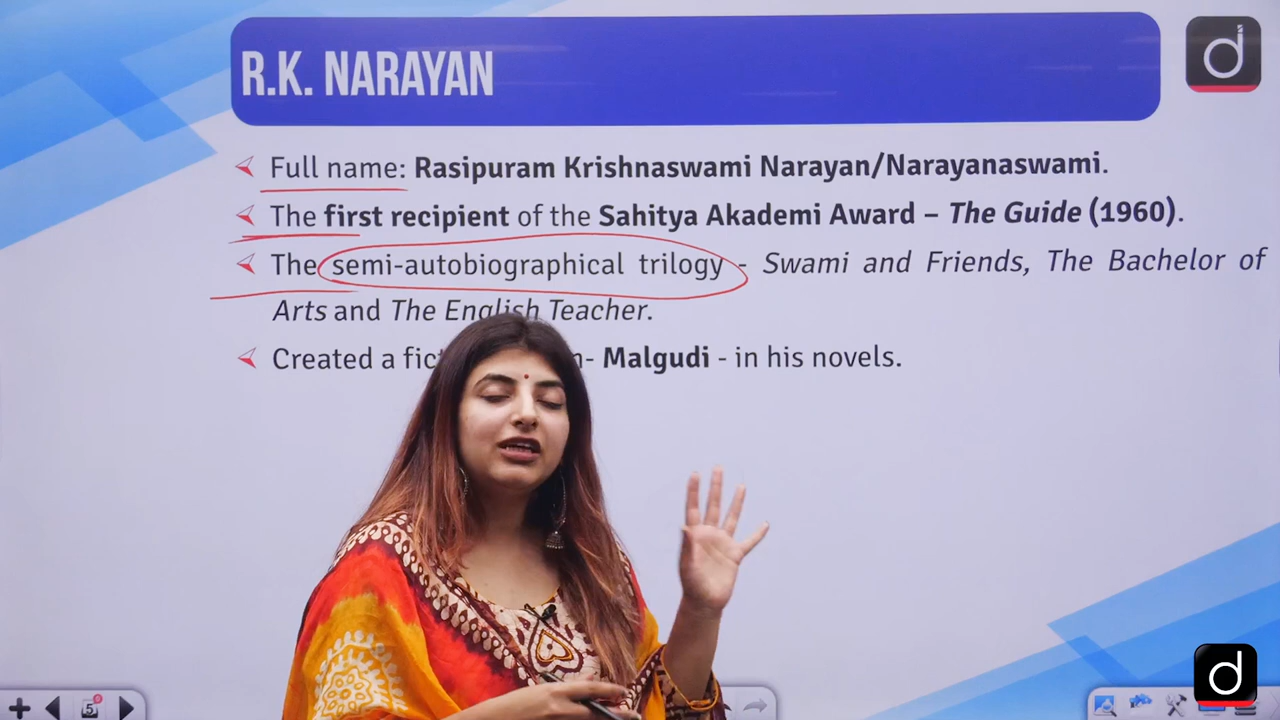 R.K. NARAYAN
d
Full name: Rasipuram Krishnaswami Narayan/Narayanaswami.
The first recipient of the Sahitya Akademi Award – The Guide (1960).
The semi-autobiographical trilogy - Swami and Friends, The Bachelor of
Arts and The English Teacher.
Created a fic - Malgudi - in his novels.
5
d